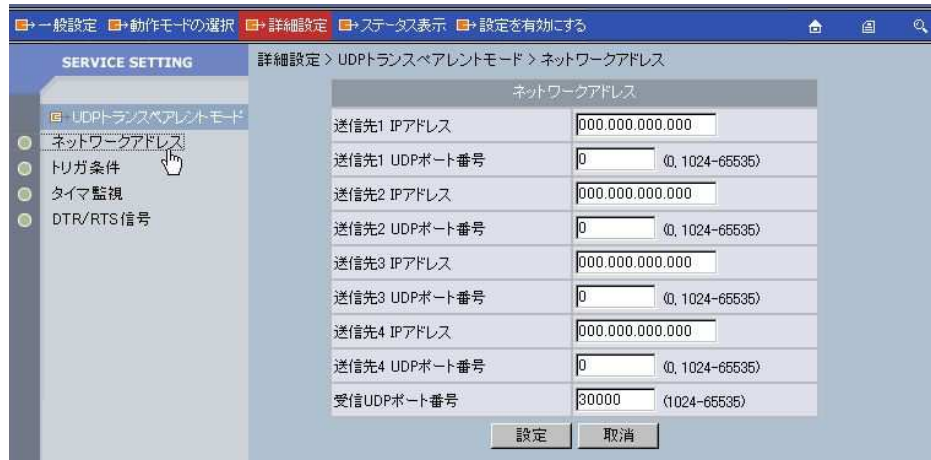 一般設定 動作モードの選択 詳細設定 ステータス表示 設定を有効にする
SERVICE SETTING
UDPトランスペアレントモード
ネットワークアドレス
トリガ条件
タイマ監視
DTR/RTS信号
詳細設定 > UDPトランスペアレントモード > ネットワークアドレス
ネットワークアドレス
送信先1 IPアドレス 000.000.000.000
送信先1 UDPポート番号 0 (0, 1024-65535)
送信先2 IPアドレス 000.000.000.000
送信先2 UDPポート番号 0 (0, 1024-65535)
送信先3 IPアドレス 000.000.000.000
送信先3 UDPポート番号 0 (0, 1024-65535)
送信先4 IPアドレス 000.000.000.000
送信先4 UDPポート番号 0 (0, 1024-65535)
受信UDPポート番号 30000 (1024-65535)
設定 取消